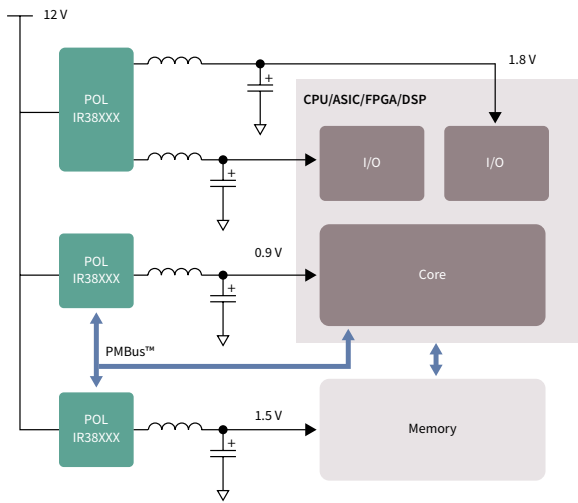 12 V
POL
IR38XXX
+
1.8 V
CPU/ASIC/FPGA/DSP
I/O
I/O
+
POL
IR38XXX
0.9 V
+
Core
PMBus™
POL
IR38XXX
1.5 V
+
Memory